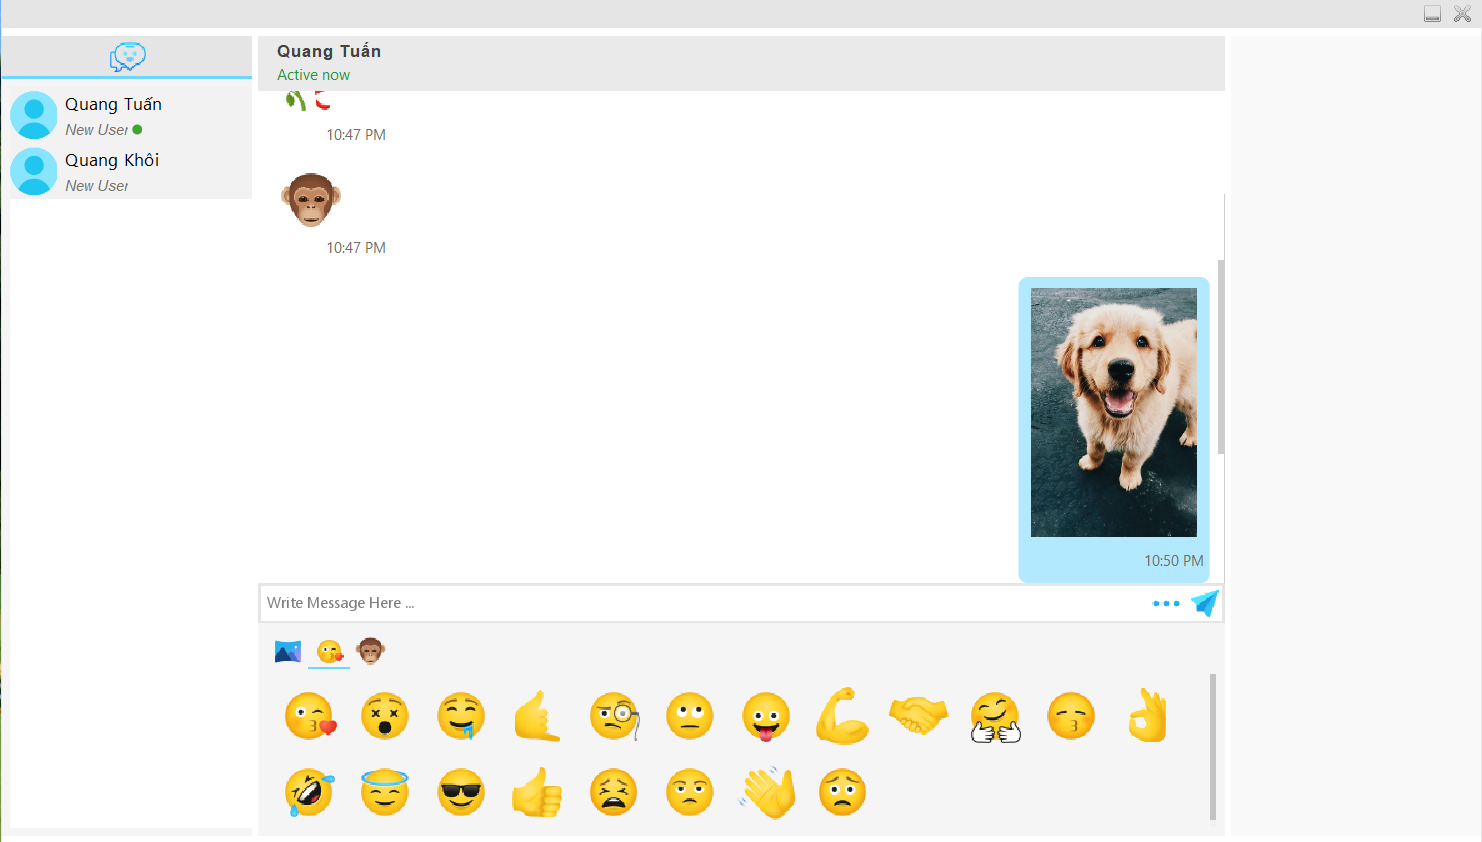 Quang Tuấn
New User
Quang Khôi
New User
Quang Tuấn
Active now
10:47 PM
10:47 PM
10:50 PM
Write Message Here ...